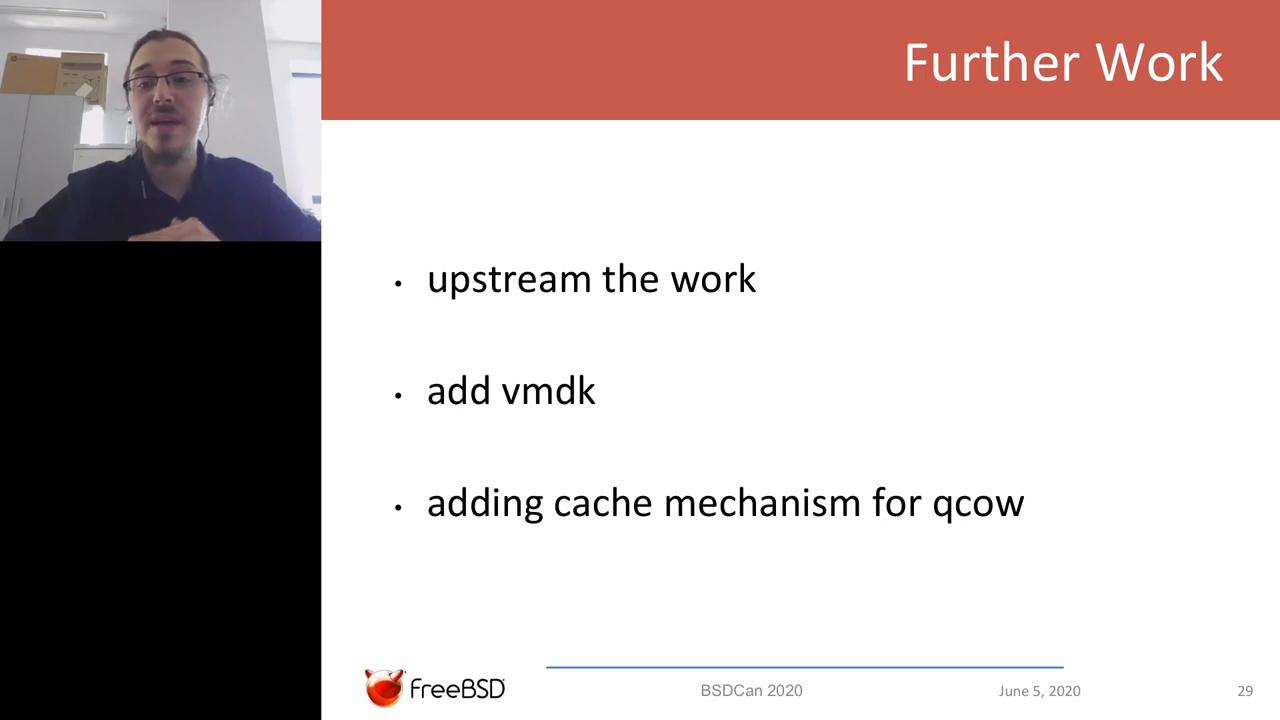 Further Work
• upstream the work
• add vmdk
• adding cache mechanism for qcow
FreeBSD
BSDCan 2020
June 5, 2020
29